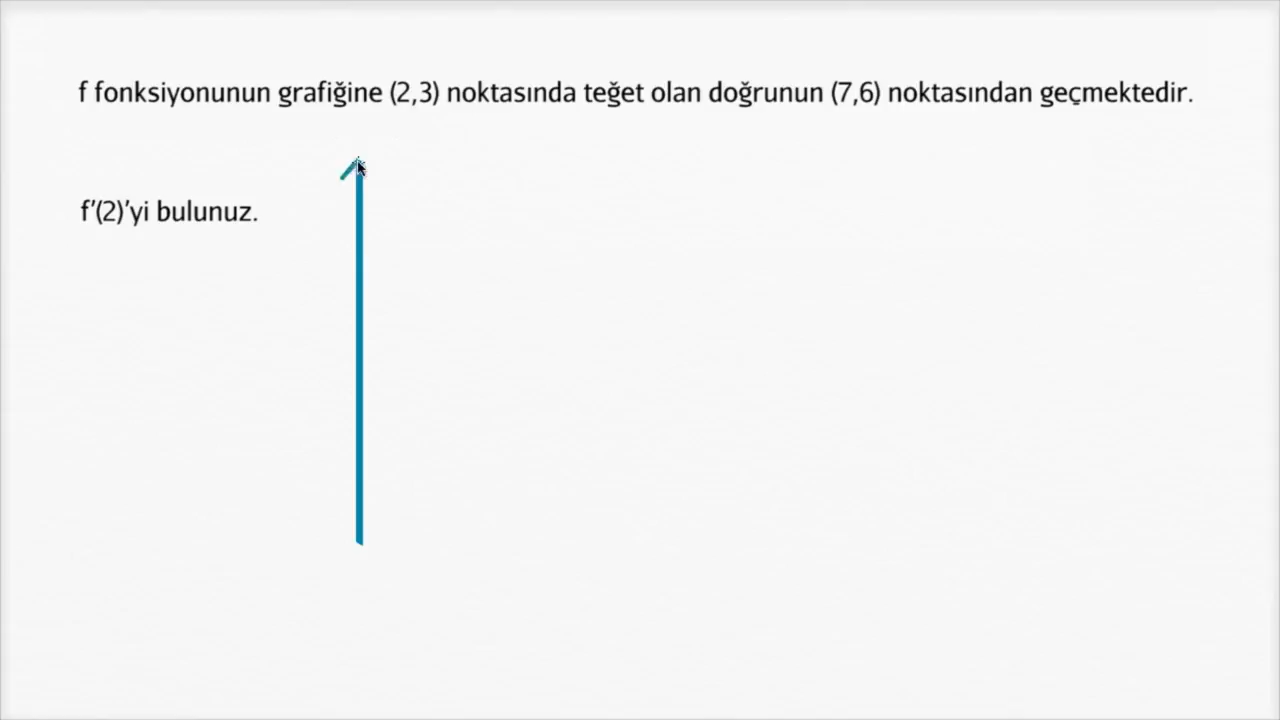 f fonksiyonunun grafiğine (2,3) noktasında teğet olan doğrunun (7,6) noktasından geçmektedir.
f’(2)’yi bulunuz.